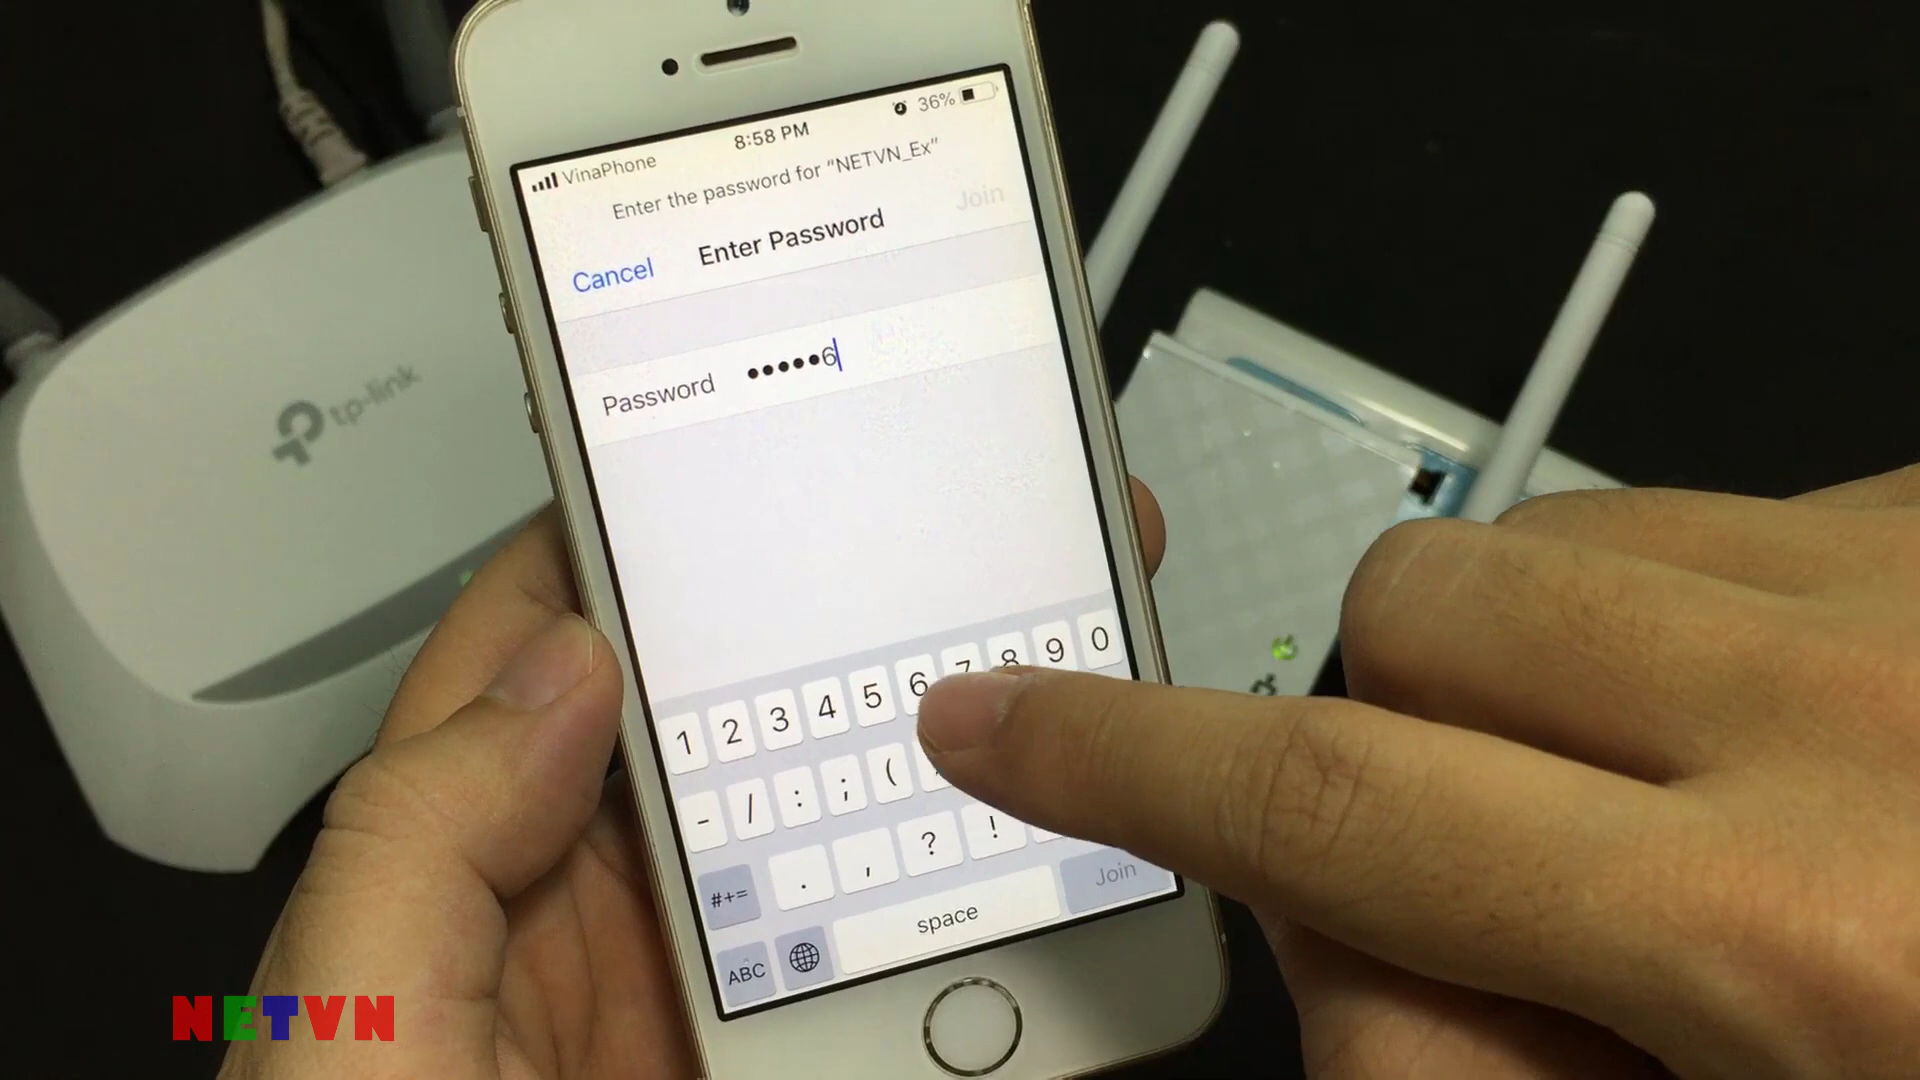 VinaPhone 8:58 PM 36%
Enter the password for “NETVN_Ex”
Cancel Enter Password Join
Password •••••6
tp-link
1 2 3 4 5 6 7 8 9 0
- / : ; (
#+= . , ? !
ABC space Join
NETVN